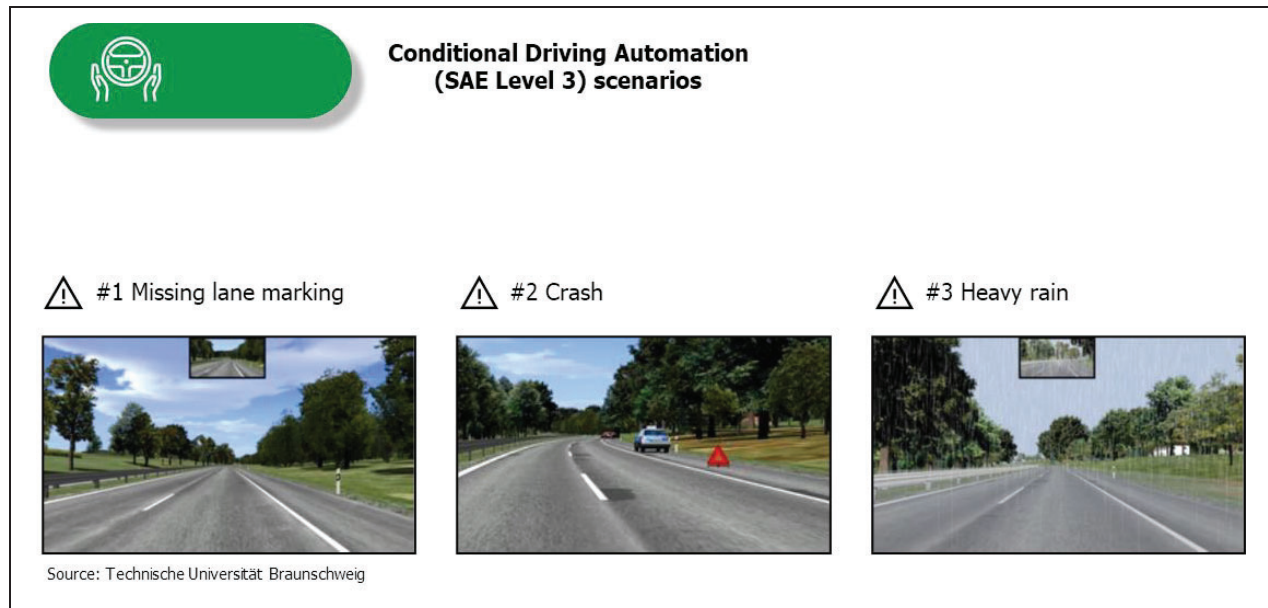 Conditional Driving Automation
(SAE Level 3) scenarios
#1 Missing lane marking
#2 Crash
#3 Heavy rain
Source: Technische Universität Braunschweig